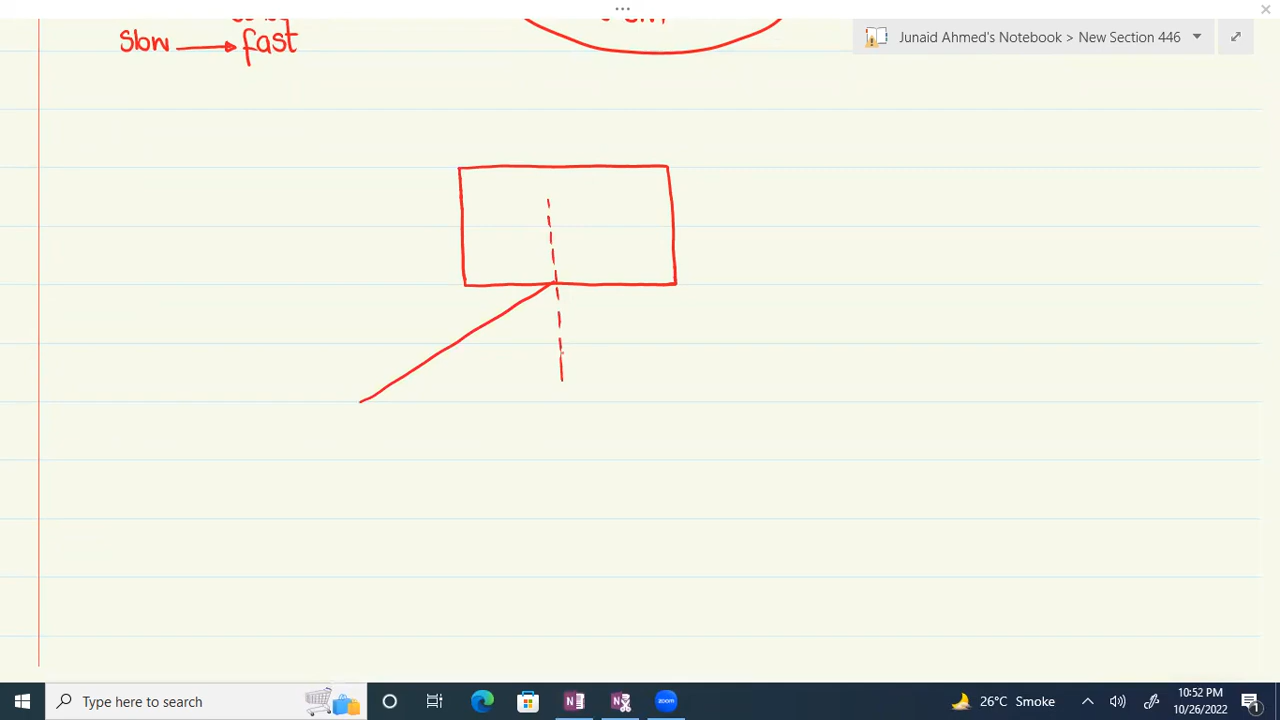 Slow → fast
Junaid Ahmed's Notebook > New Section 446
Type here to search
26°C Smoke
10:52 PM
10/26/2022
1